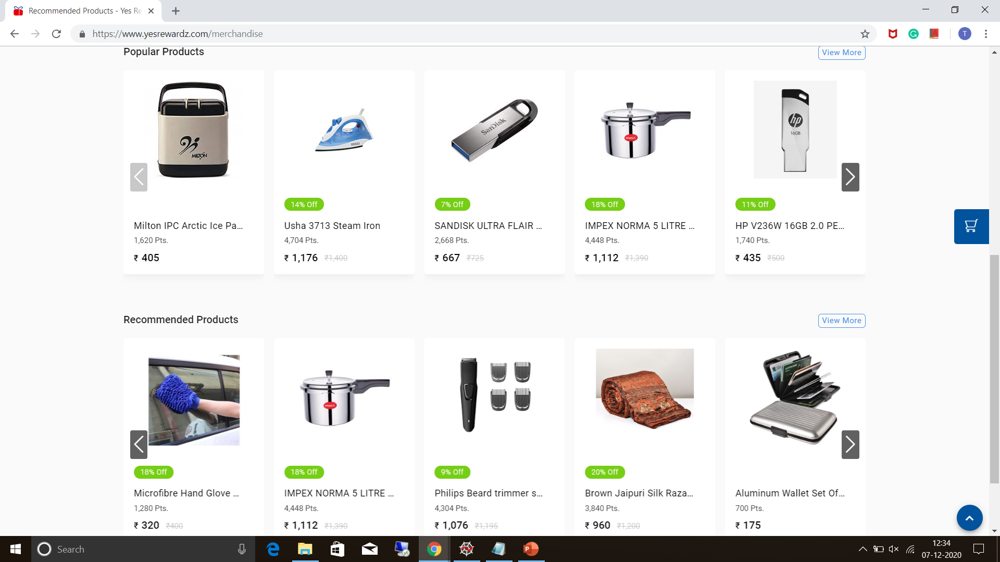 Recommended Products - Yes Re
https://www.yesrewardz.com/merchandise
T
Popular Products
View More
MILTON
SanDisk
impex
hp
16GB
14% Off
7% Off
18% Off
11% Off
Milton IPC Arctic Ice Pa...
Usha 3713 Steam Iron
SANDISK ULTRA FLAIR ...
IMPEX NORMA 5 LITRE ...
HP V236W 16GB 2.0 PE...
1,620 Pts.
4,704 Pts.
2,668 Pts.
4,448 Pts.
1,740 Pts.
₹ 405
₹ 1,176 ₹1,400
₹ 667 ₹725
₹ 1,112 ₹1,390
₹ 435 ₹500
Recommended Products
View More
impex
18% Off
18% Off
9% Off
20% Off
Microfibre Hand Glove ...
IMPEX NORMA 5 LITRE ...
Philips Beard trimmer s...
Brown Jaipuri Silk Raza...
Aluminum Wallet Set Of...
1,280 Pts.
4,448 Pts.
4,304 Pts.
3,840 Pts.
700 Pts.
₹ 320 ₹400
₹ 1,112 ₹1,390
₹ 1,076 ₹1,195
₹ 960 ₹1,200
₹ 175
Search
12:34
07-12-2020